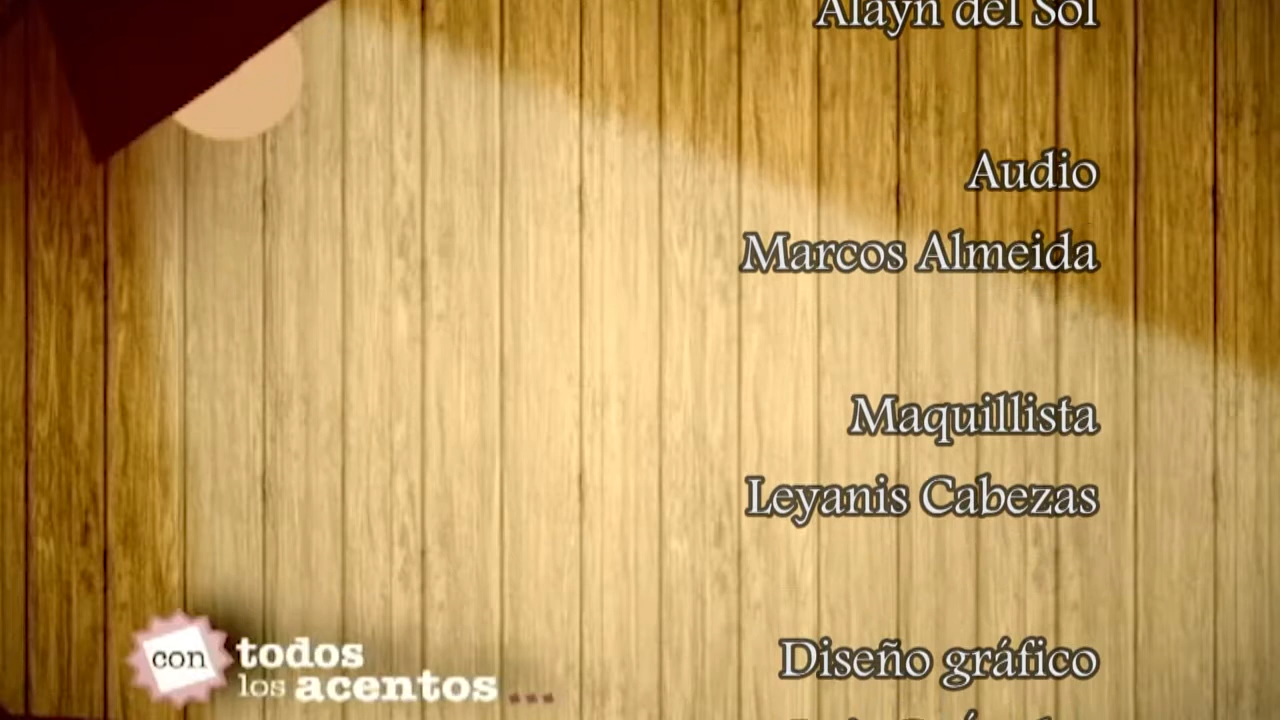 Alayn del Sol
Audio
Marcos Almeida
Maquillista
Leyanis Cabezas
Diseño gráfico
con todos
los acentos...